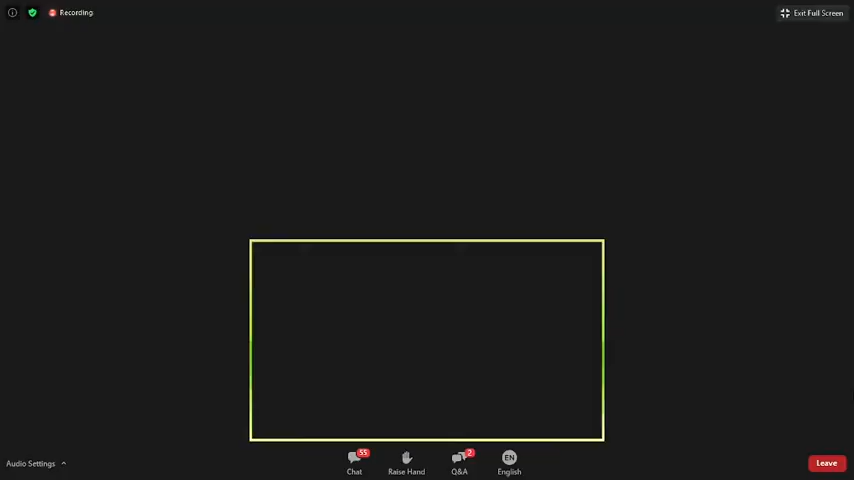 Recording
Exit Full Screen
Audio Settings
55
Chat
Raise Hand
2
Q&A
EN
English
Leave